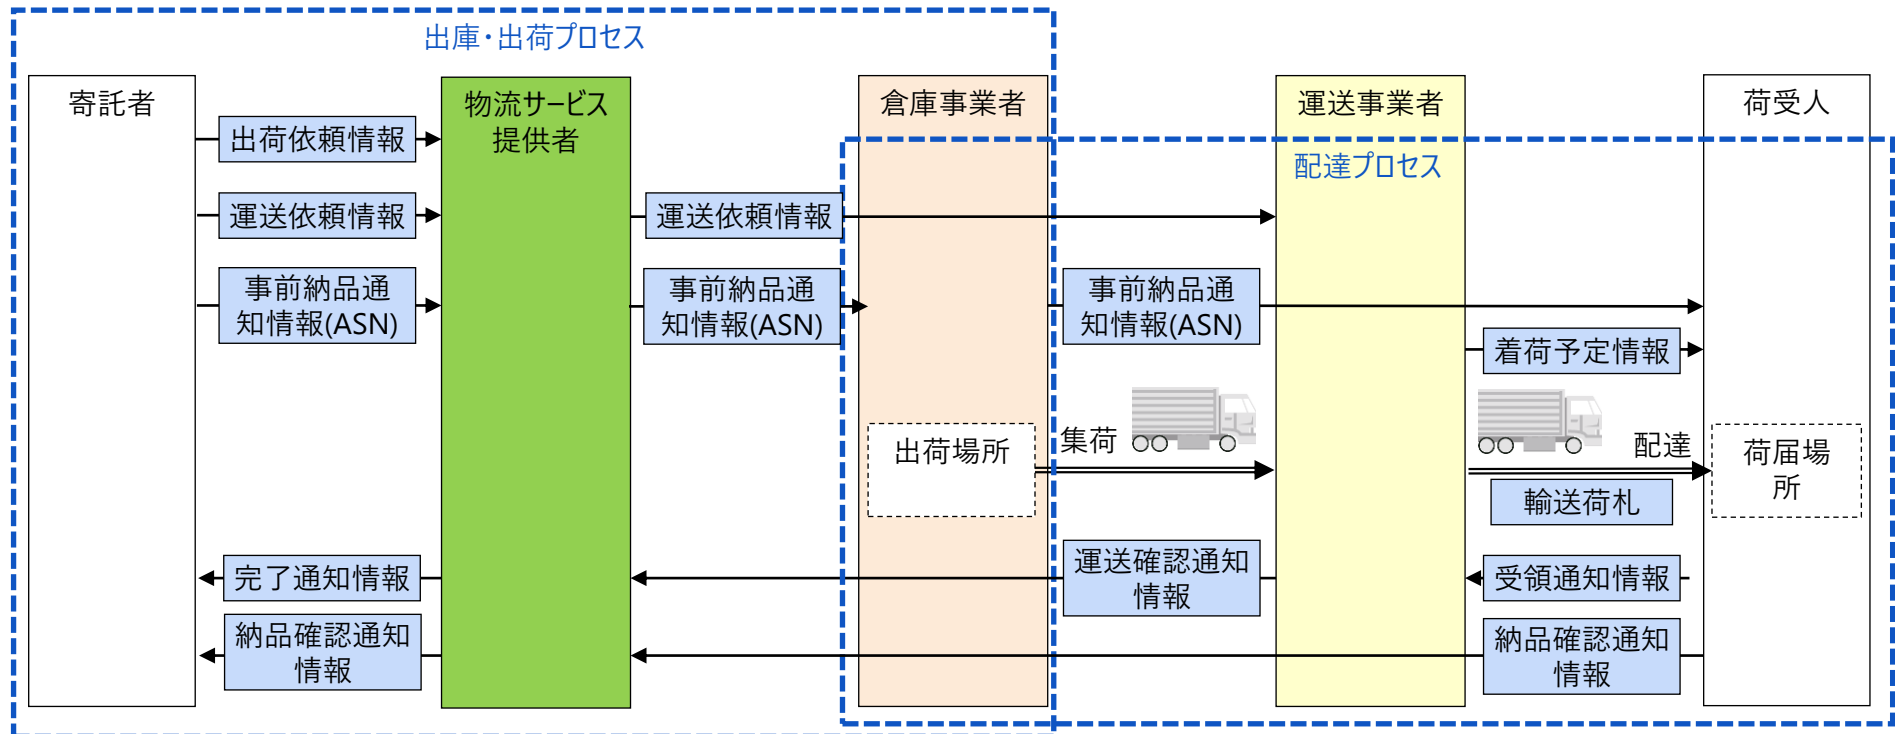 出庫・出荷プロセス
寄託者
物流サービス
提供者
倉庫事業者
運送事業者
荷受人
出荷依頼情報
配達プロセス
運送依頼情報
運送依頼情報
事前納品通
知情報(ASN)
事前納品通
知情報(ASN)
事前納品通
知情報(ASN)
着荷予定情報
出荷場所
集荷
配達
荷届場
所
輸送荷札
完了通知情報
運送確認通知
情報
受領通知情報
納品確認通知
情報
納品確認通知
情報